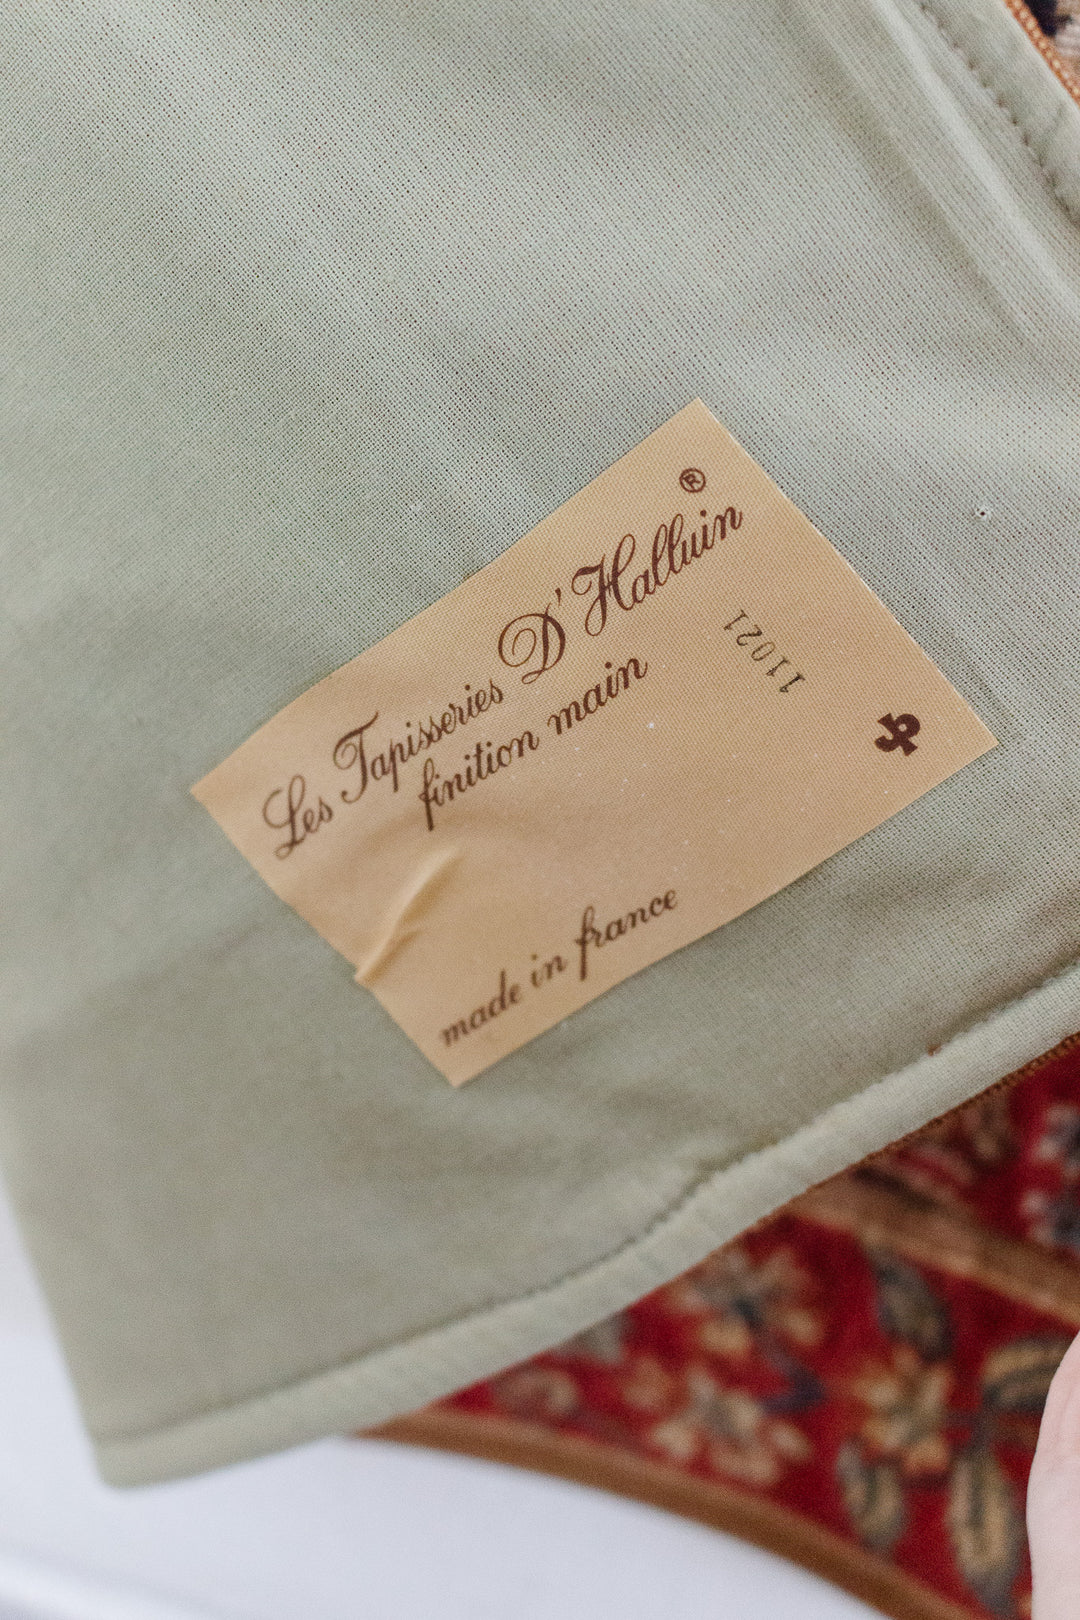 Les Tapisseries D'Halluin ®
finition main
11021
made in france